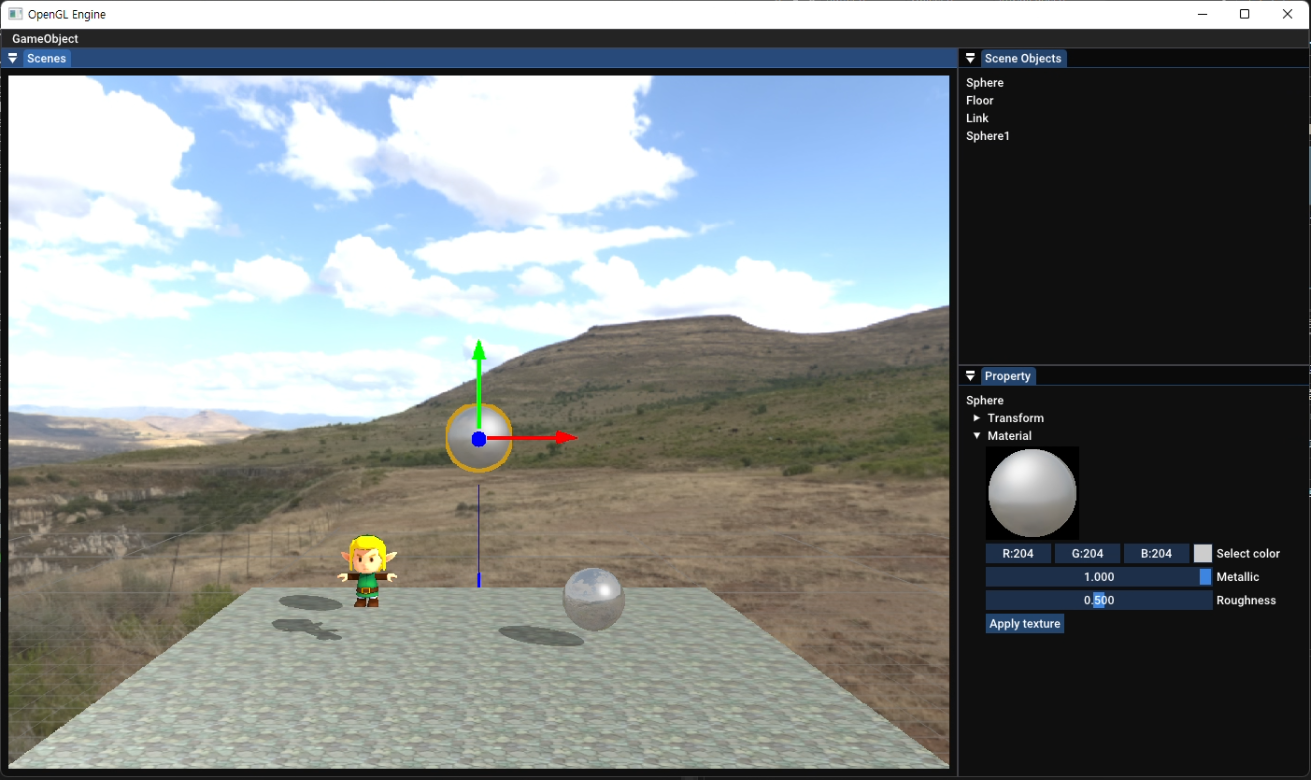 OpenGL Engine
GameObject
Scenes
Scene Objects
Sphere
Floor
Link
Sphere1
Property
Sphere
Transform
Material
R:204 G:204 B:204 Select color
1.000 Metallic
0.500 Roughness
Apply texture